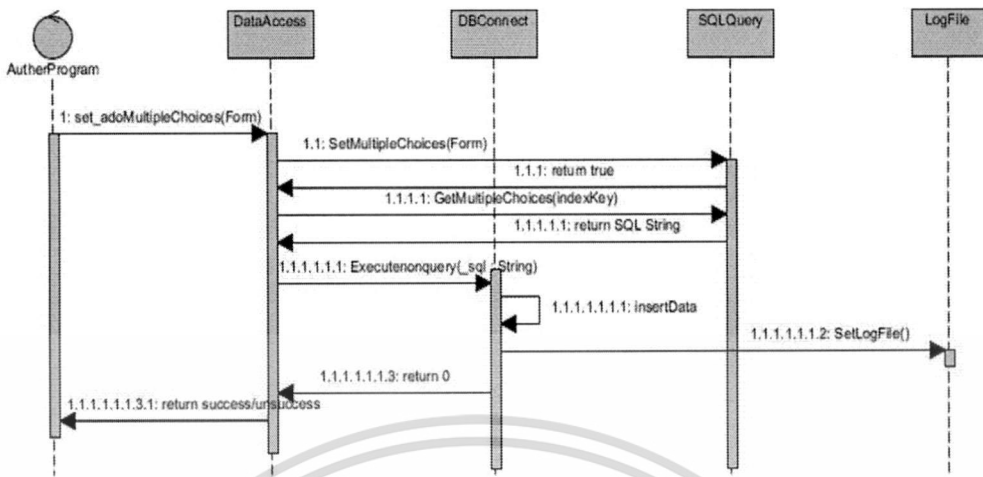 DataAccess
DBConnect
SQLQuery
LogFile
AutherProgram
1: set_adoMultipleChoices(Form)
1.1: SetMultipleChoices(Form)
1.1.1: return true
1.1.1.1: GetMultipleChoices(indexKey)
1.1.1.1.1: return SQL String
1.1.1.1.1.1: Executenonquery(_sql : String)
1.1.1.1.1.1.1: insertData
1.1.1.1.1.1.2: SetLogFile()
1.1.1.1.1.1.3: return 0
1.1.1.1.1.1.3.1: return success/unsuccess